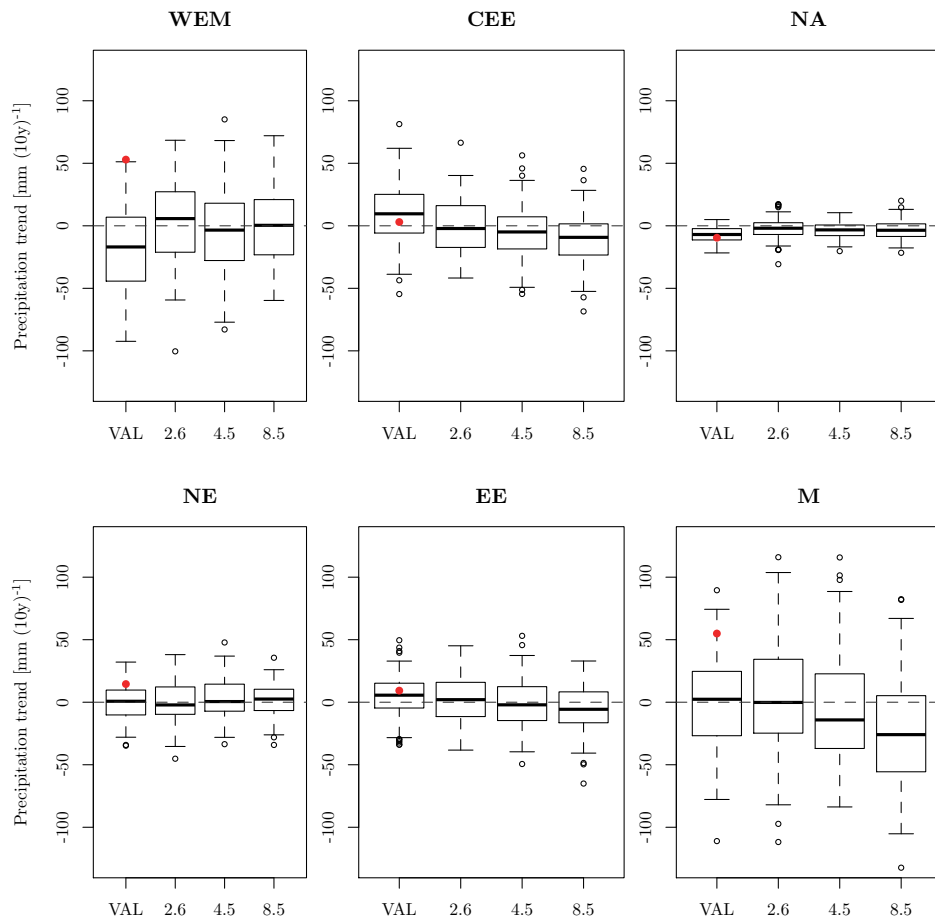 WEM CEE NA
Precipitation trend [mm (10y)⁻¹]
100 100 100
50 50 50
0 0 0
-50 -50 -50
-100 -100 -100
VAL 2.6 4.5 8.5 VAL 2.6 4.5 8.5 VAL 2.6 4.5 8.5
NE EE M
Precipitation trend [mm (10y)⁻¹]
100 100 100
50 50 50
0 0 0
-50 -50 -50
-100 -100 -100
VAL 2.6 4.5 8.5 VAL 2.6 4.5 8.5 VAL 2.6 4.5 8.5